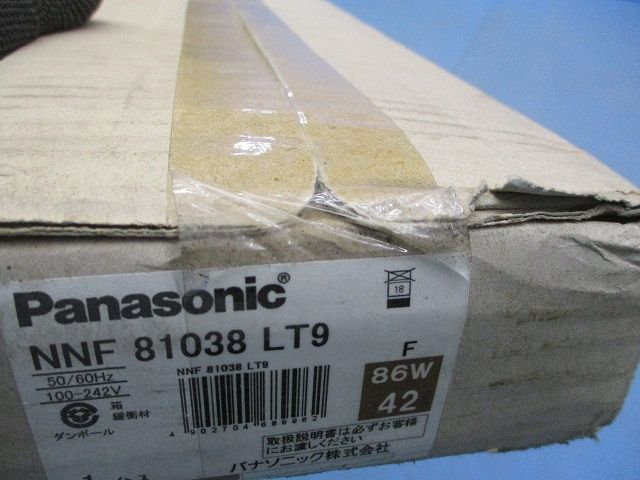 Panasonic®
NNF 81038 LT9
18
50/60Hz
100-242V
NNF 81038 LT9
F
86W
42
箱
緩衝材
ダンボール
4 902704 689062
取扱説明書は必ずお客様
にお渡しください
パナソニック株式会社